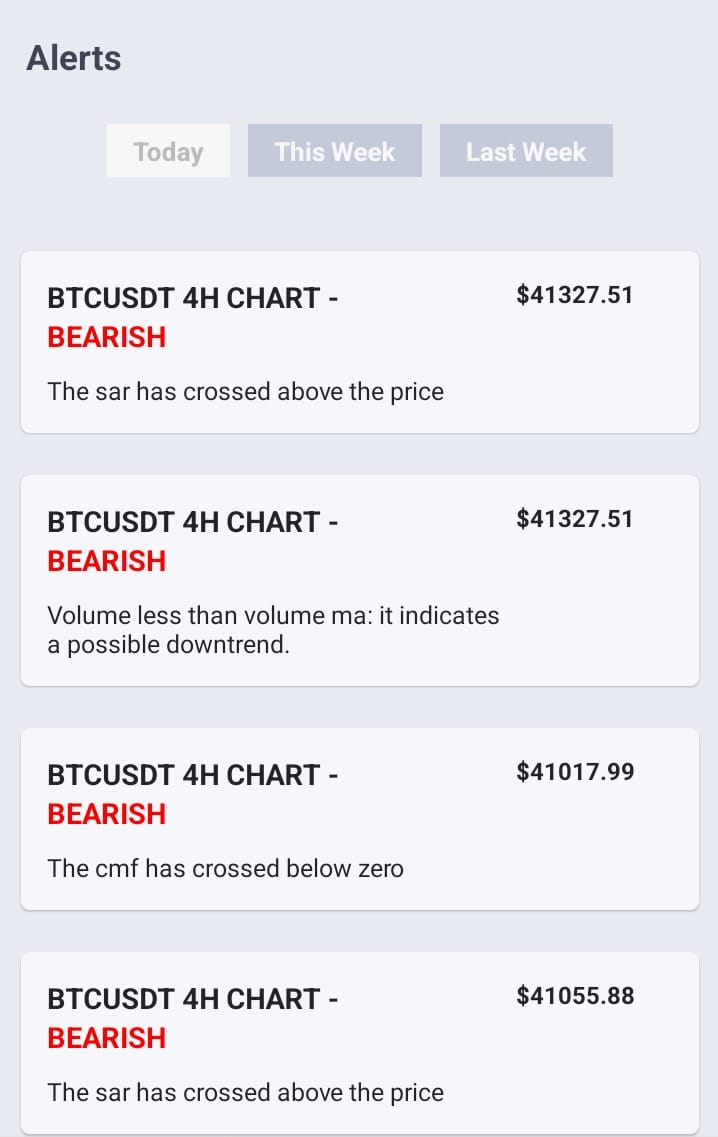 Alerts
Today This Week Last Week
BTCUSDT 4H CHART - $41327.51
BEARISH
The sar has crossed above the price
BTCUSDT 4H CHART - $41327.51
BEARISH
Volume less than volume ma: it indicates
a possible downtrend.
BTCUSDT 4H CHART - $41017.99
BEARISH
The cmf has crossed below zero
BTCUSDT 4H CHART - $41055.88
BEARISH
The sar has crossed above the price